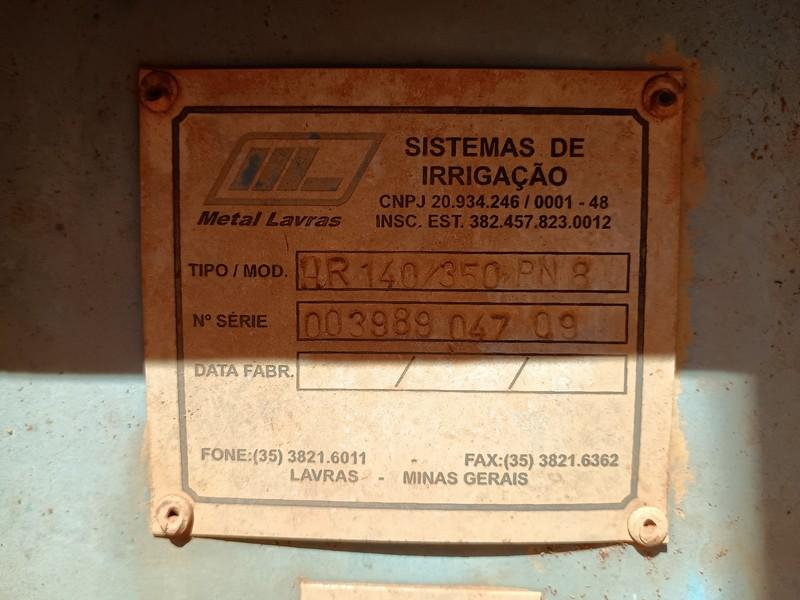 SISTEMAS DE
IRRIGAÇÃO
CNPJ 20.934.246 / 0001 - 48
INSC. EST. 382.457.823.0012
ML
Metal Lavras
TIPO / MOD. HR 140/350 PN 8
Nº SÉRIE 003989 047 09
DATA FABR. / /
FONE:(35) 3821.6011 - FAX:(35) 3821.6362
LAVRAS - MINAS GERAIS